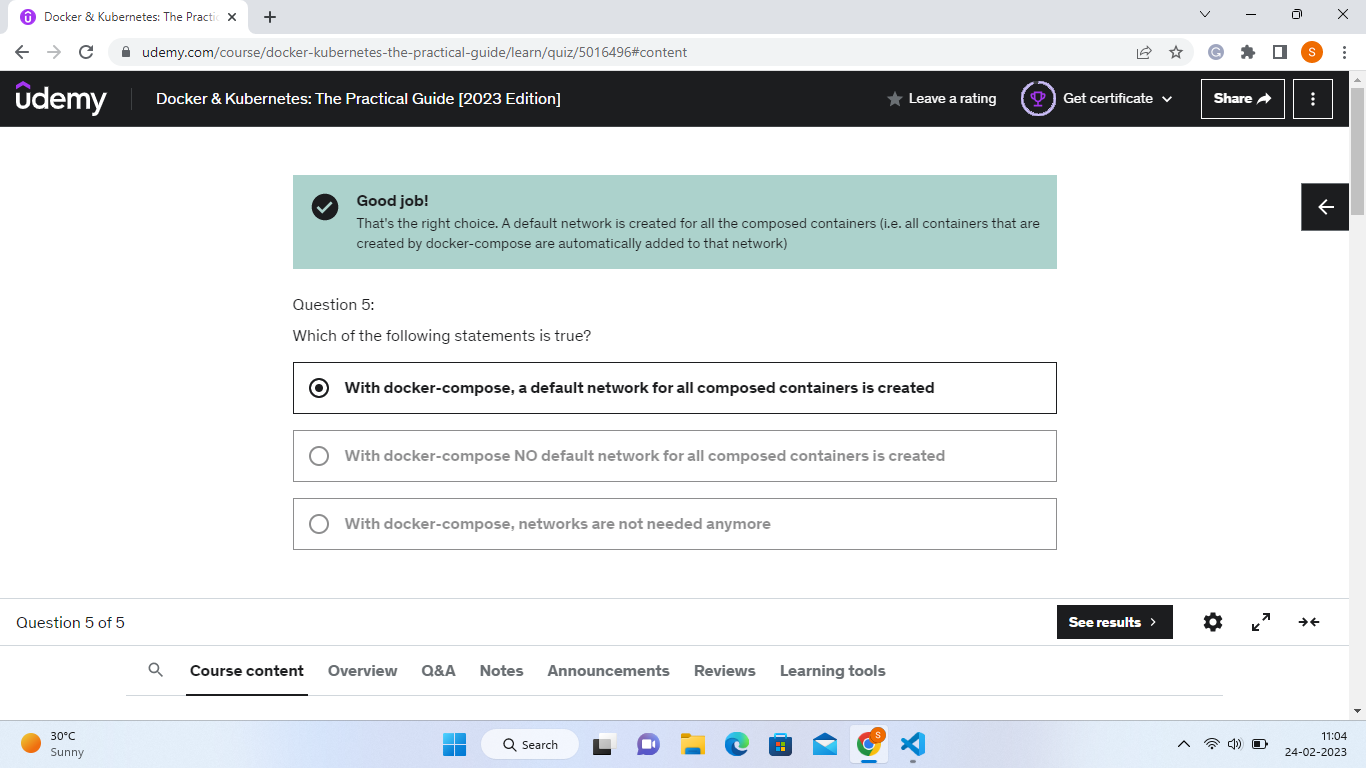 Docker & Kubernetes: The Practic
udemy.com/course/docker-kubernetes-the-practical-guide/learn/quiz/5016496#content
S
ûdemy
Docker & Kubernetes: The Practical Guide [2023 Edition]
Leave a rating
Get certificate
Share
Good job!
That's the right choice. A default network is created for all the composed containers (i.e. all containers that are
created by docker-compose are automatically added to that network)
Question 5:
Which of the following statements is true?
With docker-compose, a default network for all composed containers is created
With docker-compose NO default network for all composed containers is created
With docker-compose, networks are not needed anymore
Question 5 of 5
See results
Course content
Overview
Q&A
Notes
Announcements
Reviews
Learning tools
30°C
Sunny
Search
S
11:04
24-02-2023